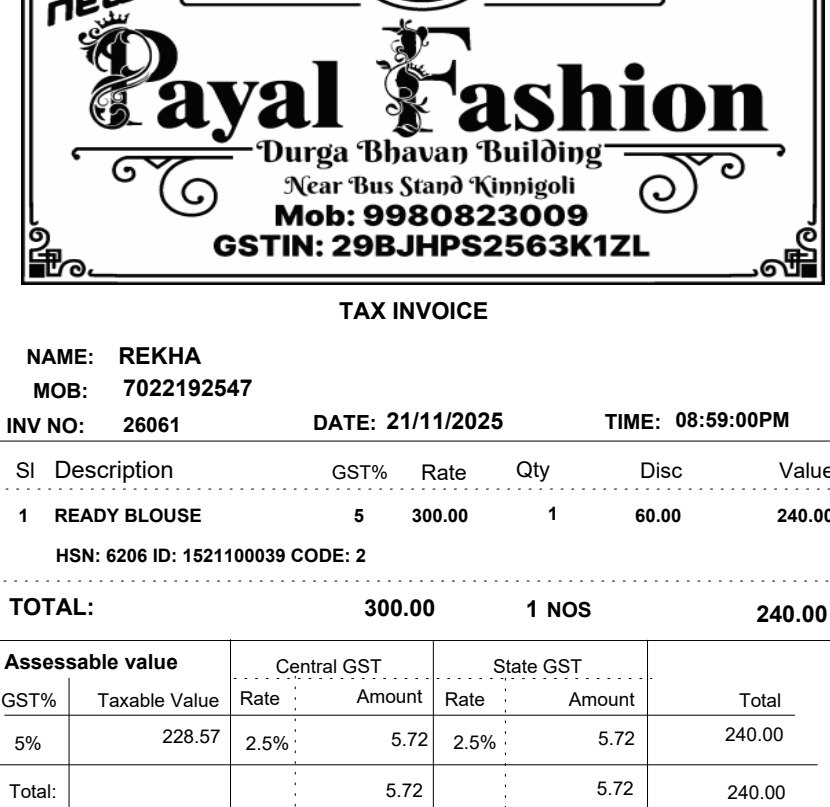 new
Payal Fashion
Durga Bhavan Building
Near Bus Stand Kinnigoli
Mob: 9980823009
GSTIN: 29BJHPS2563K1ZL
TAX INVOICE
NAME: REKHA
MOB: 7022192547
INV NO: 26061 DATE: 21/11/2025 TIME: 08:59:00PM
Sl Description GST% Rate Qty Disc Value
1 READY BLOUSE 5 300.00 1 60.00 240.00
HSN: 6206 ID: 1521100039 CODE: 2
TOTAL: 300.00 1 NOS 240.00
Assessable value Central GST State GST
GST% Taxable Value Rate Amount Rate Amount Total
5% 228.57 2.5% 5.72 2.5% 5.72 240.00
Total: 5.72 5.72 240.00